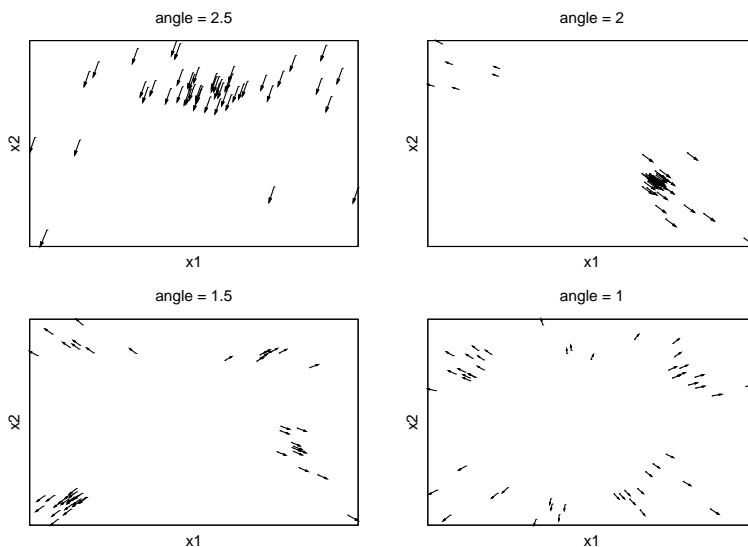 angle = 2.5
x2
x1
angle = 2
x2
x1
angle = 1.5
x2
x1
angle = 1
x2
x1